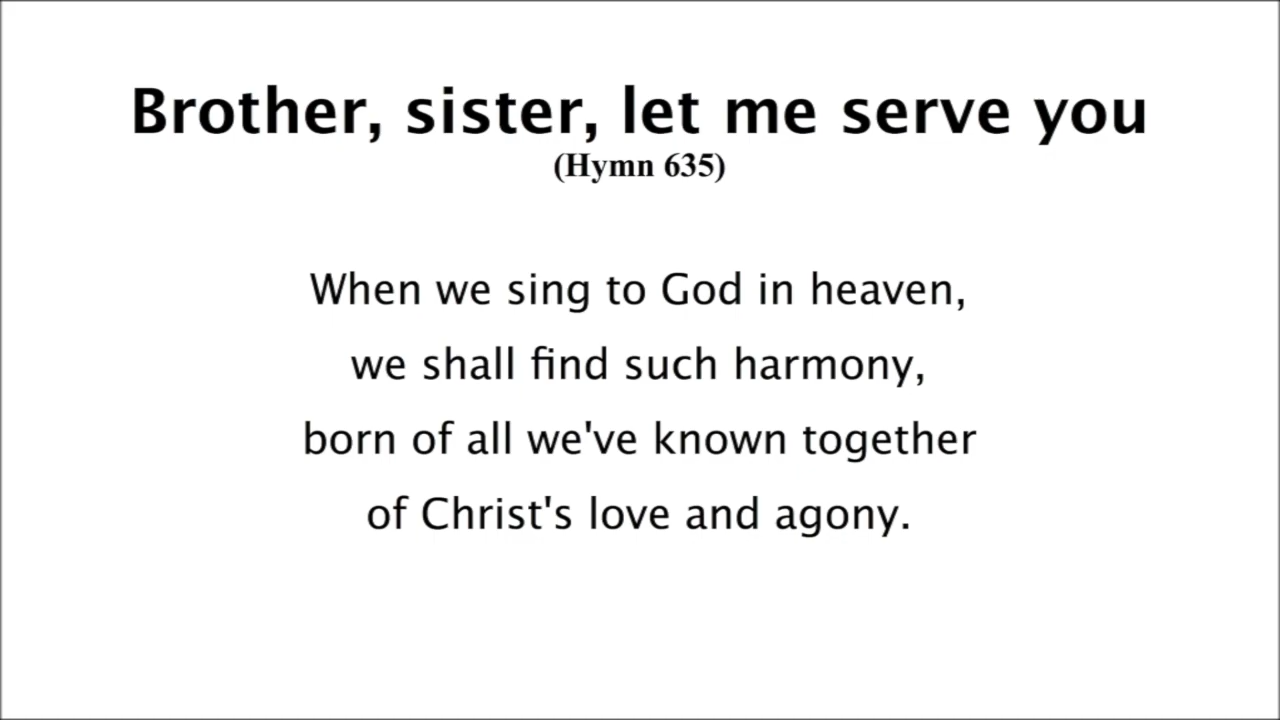 Brother, sister, let me serve you
(Hymn 635)
When we sing to God in heaven,
we shall find such harmony,
born of all we've known together
of Christ's love and agony.